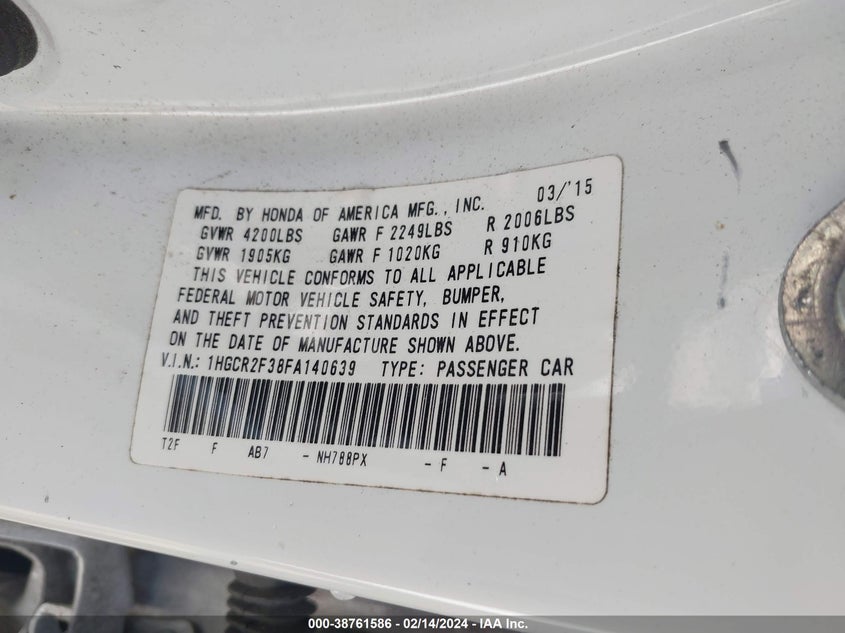 03/'15
MFD. BY HONDA OF AMERICA MFG., INC.
GVWR 4200LBS GAWR F 2249LBS R 2006LBS
GVWR 1905KG GAWR F 1020KG R 910KG
THIS VEHICLE CONFORMS TO ALL APPLICABLE
FEDERAL MOTOR VEHICLE SAFETY, BUMPER,
AND THEFT PREVENTION STANDARDS IN EFFECT
ON THE DATE OF MANUFACTURE SHOWN ABOVE.
V.I.N.: 1HGCR2F38FA140639 TYPE: PASSENGER CAR
T2F F AB7 - NH788PX - F - A
000-38761586 - 02/14/2024 - IAA Inc.